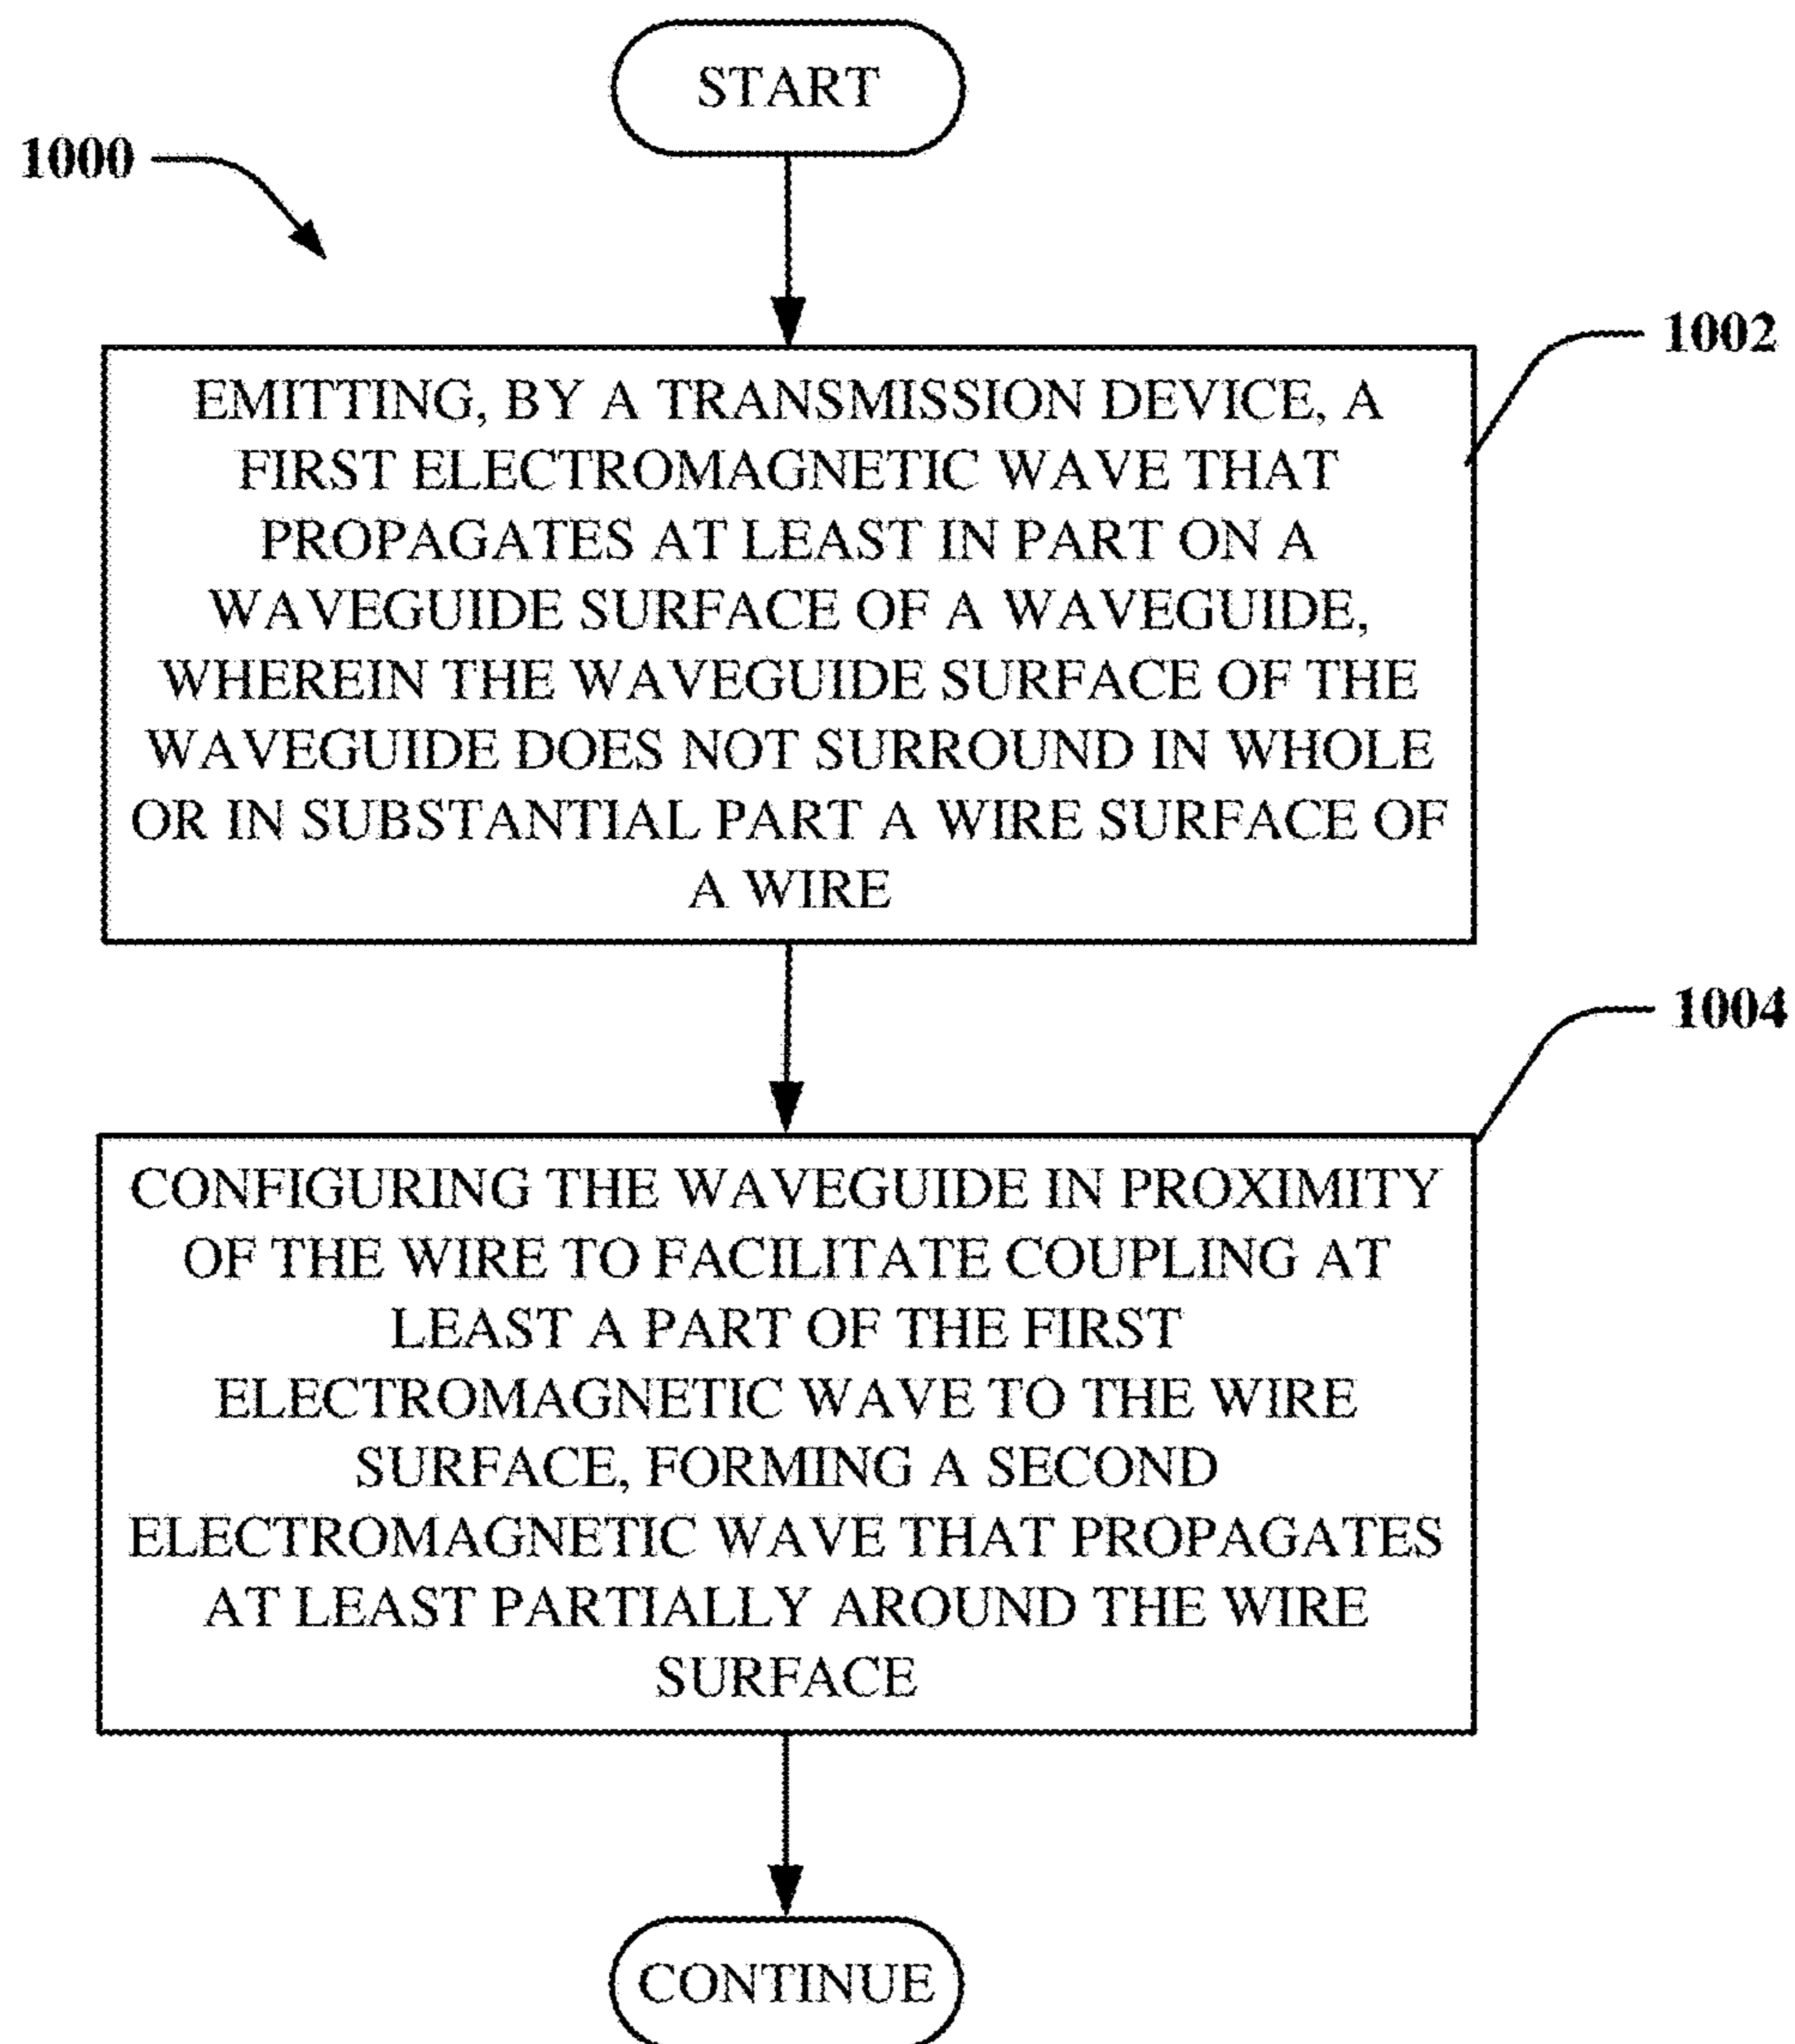 START
1000
1002
EMITTING, BY A TRANSMISSION DEVICE, A
FIRST ELECTROMAGNETIC WAVE THAT
PROPAGATES AT LEAST IN PART ON A
WAVEGUIDE SURFACE OF A WAVEGUIDE,
WHEREIN THE WAVEGUIDE SURFACE OF THE
WAVEGUIDE DOES NOT SURROUND IN WHOLE
OR IN SUBSTANTIAL PART A WIRE SURFACE OF
A WIRE
1004
CONFIGURING THE WAVEGUIDE IN PROXIMITY
OF THE WIRE TO FACILITATE COUPLING AT
LEAST A PART OF THE FIRST
ELECTROMAGNETIC WAVE TO THE WIRE
SURFACE, FORMING A SECOND
ELECTROMAGNETIC WAVE THAT PROPAGATES
AT LEAST PARTIALLY AROUND THE WIRE
SURFACE
CONTINUE